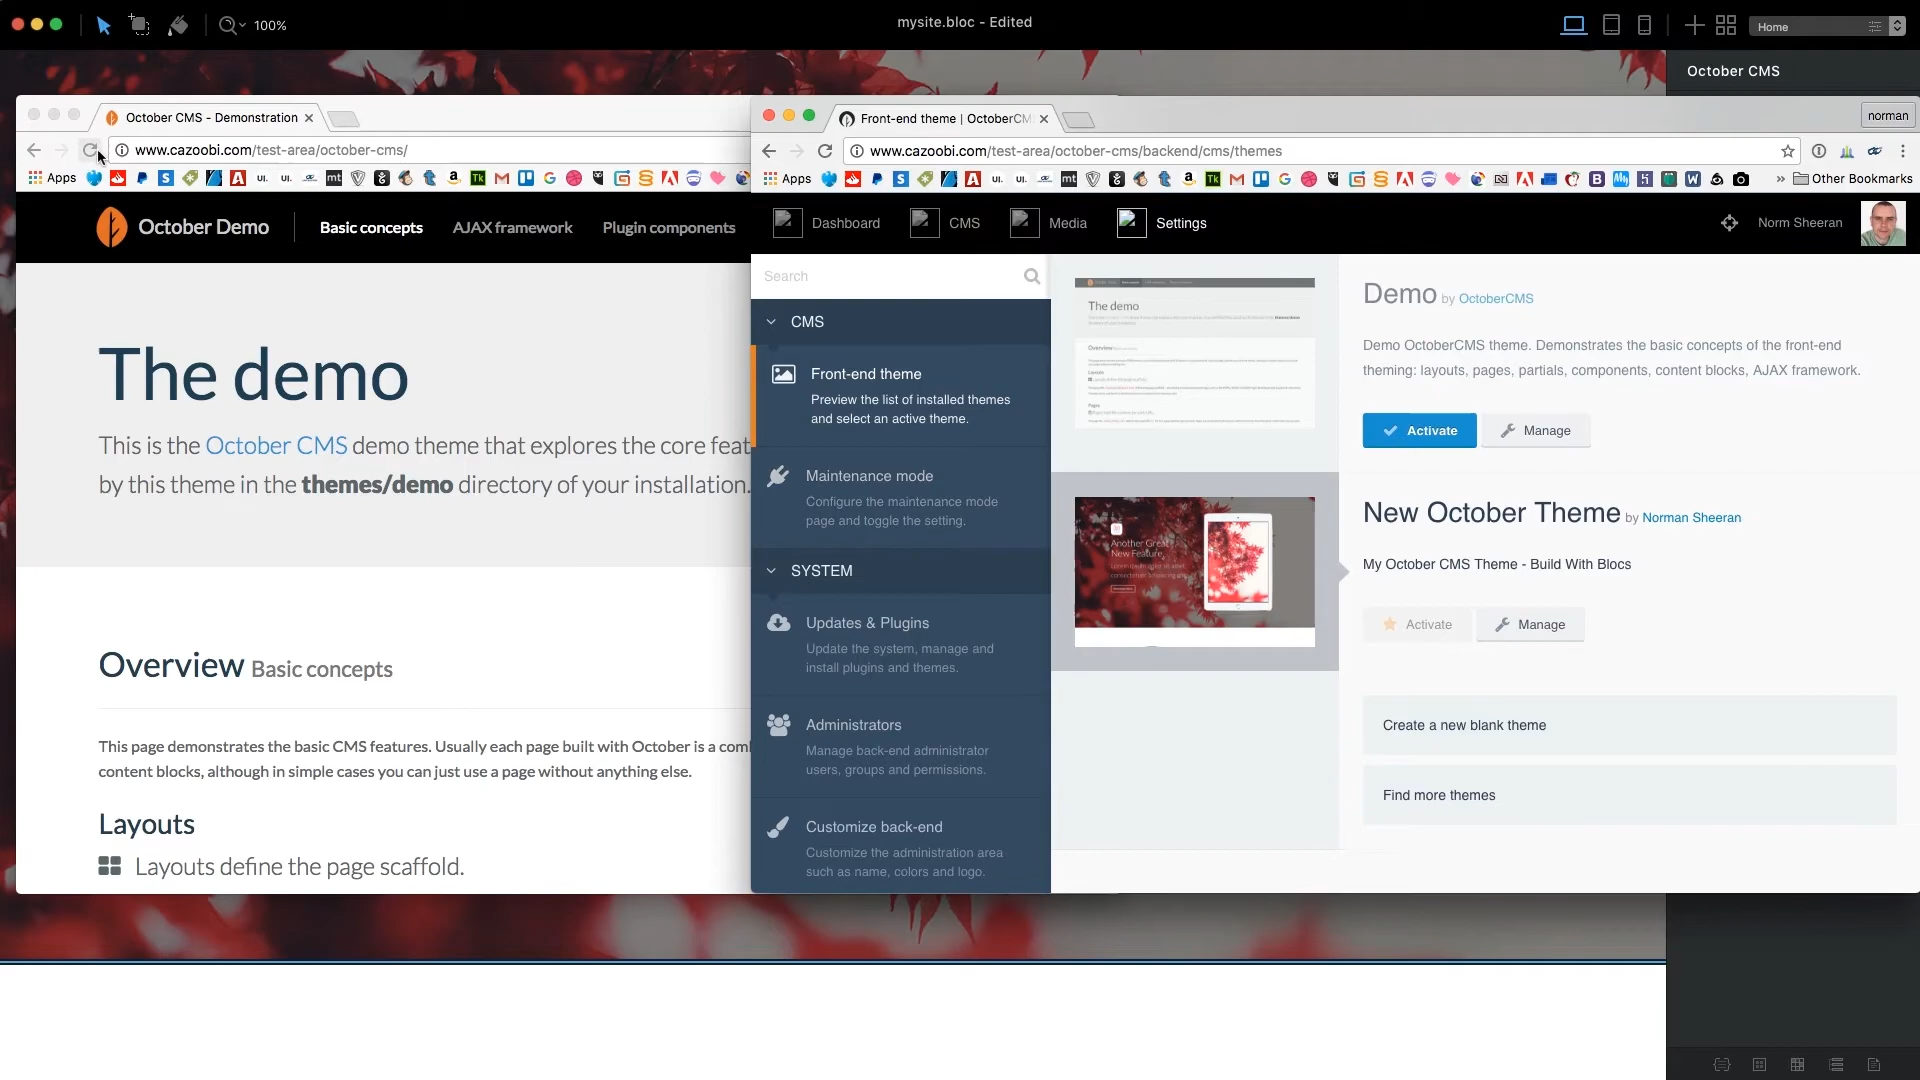 100%
mysite.bloc - Edited
Home
October CMS
October CMS - Demonstration
www.cazoobi.com/test-area/october-cms/
Apps
October Demo
Basic concepts
AJAX framework
Plugin components
The demo
This is the October CMS demo theme that explores the core feat
by this theme in the themes/demo directory of your installation.
Overview Basic concepts
This page demonstrates the basic CMS features. Usually each page built with October is a coml
content blocks, although in simple cases you can just use a page without anything else.
Layouts
Layouts define the page scaffold.
Front-end theme | OctoberCM
norman
www.cazoobi.com/test-area/october-cms/backend/cms/themes
Apps
Other Bookmarks
Dashboard
CMS
Media
Settings
Norm Sheeran
Search
CMS
Front-end theme
Preview the list of installed themes
and select an active theme.
Maintenance mode
Configure the maintenance mode
page and toggle the setting.
SYSTEM
Updates & Plugins
Update the system, manage and
install plugins and themes.
Administrators
Manage back-end administrator
users, groups and permissions.
Customize back-end
Customize the administration area
such as name, colors and logo.
The demo
Overview
Another Great
New Feature
Demo by OctoberCMS
Demo OctoberCMS theme. Demonstrates the basic concepts of the front-end
theming: layouts, pages, partials, components, content blocks, AJAX framework.
Activate
Manage
New October Theme by Norman Sheeran
My October CMS Theme - Build With Blocs
Activate
Manage
Create a new blank theme
Find more themes